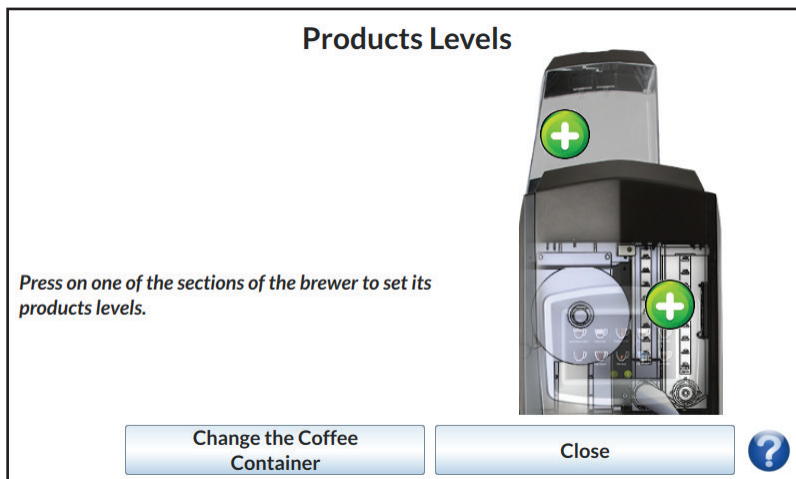 Products Levels
Press on one of the sections of the brewer to set its
products levels.
Change the Coffee
Container
Close
?